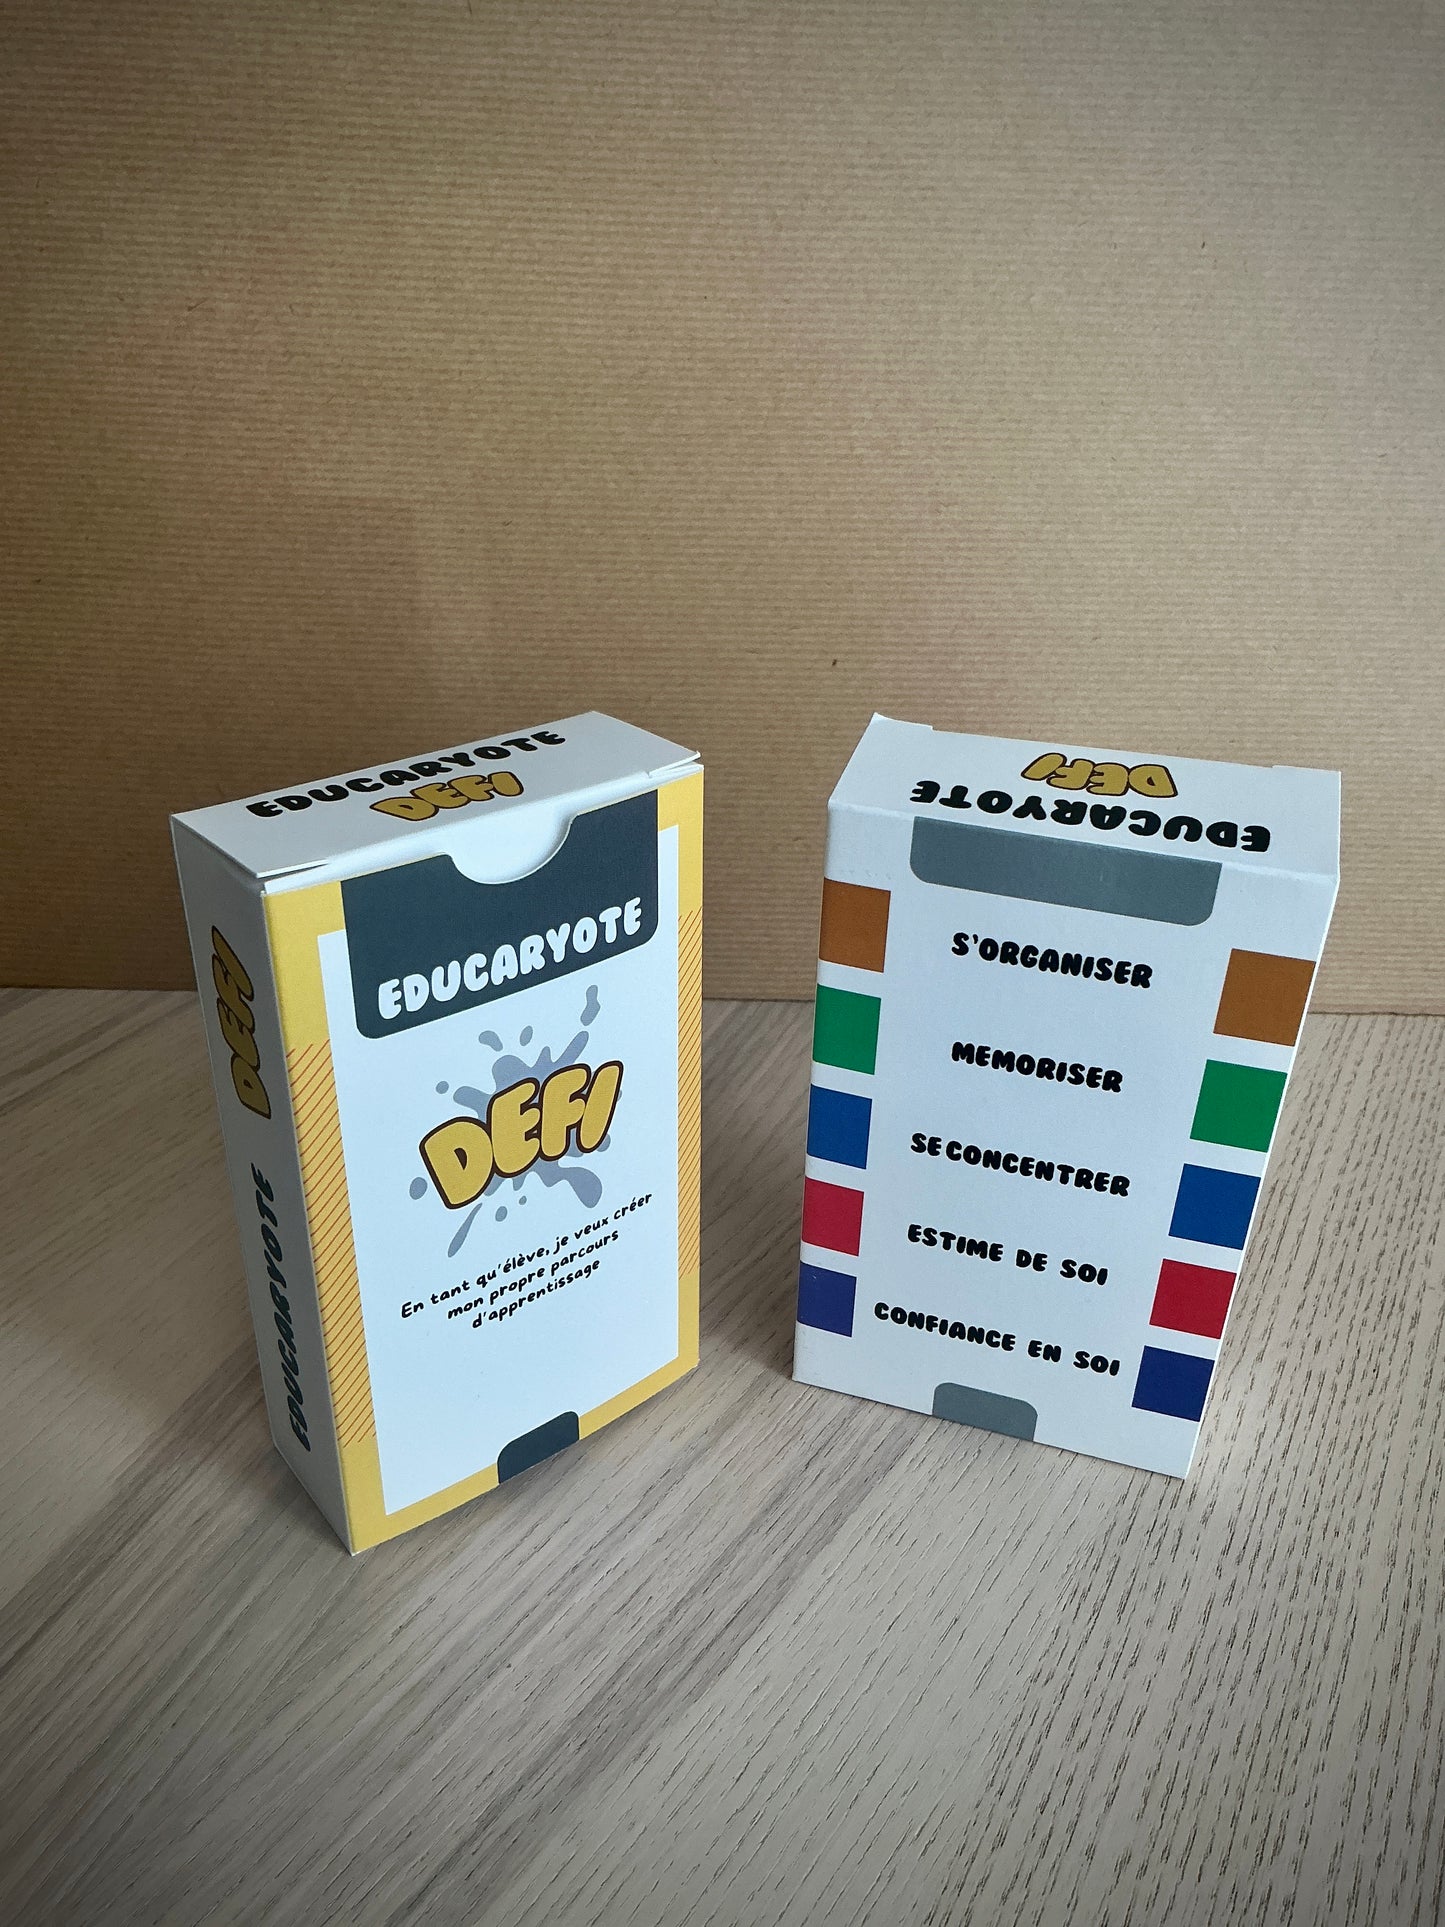 EDUCARYOTE
DEFI
DEFI
EDUCARYOTE
EDUCARYOTE
DEFI
En tant qu'élève, je veux créer
mon propre parcours
d'apprentissage
EDUCARYOTE
DEFI
S'ORGANISER
MEMORISER
SE CONCENTRER
ESTIME DE SOI
CONFIANCE EN SOI